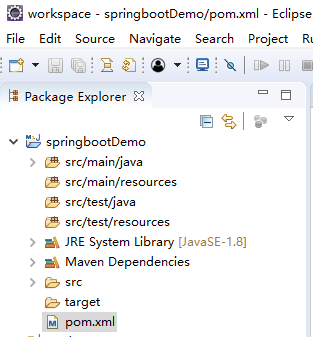 workspace - springbootDemo/pom.xml - Eclipse
File Edit Source Navigate Search Project Run
Package Explorer
springbootDemo
src/main/java
src/main/resources
src/test/java
src/test/resources
JRE System Library [JavaSE-1.8]
Maven Dependencies
src
target
pom.xml